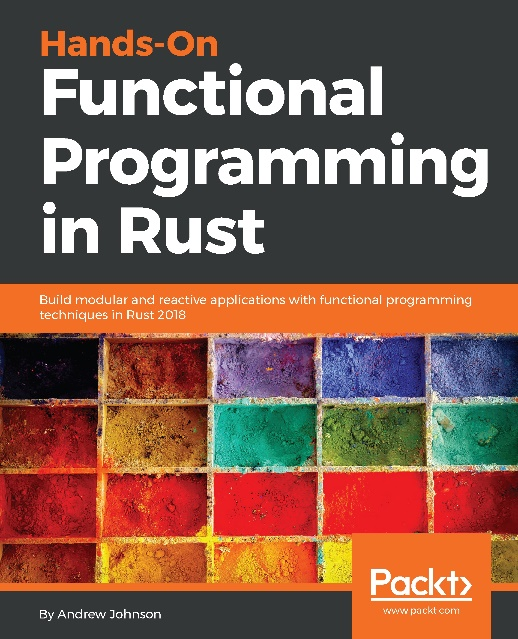 Hands-On
Functional
Programming
in Rust
Build modular and reactive applications with functional programming
techniques in Rust 2018
Packt>
www.packt.com
By Andrew Johnson